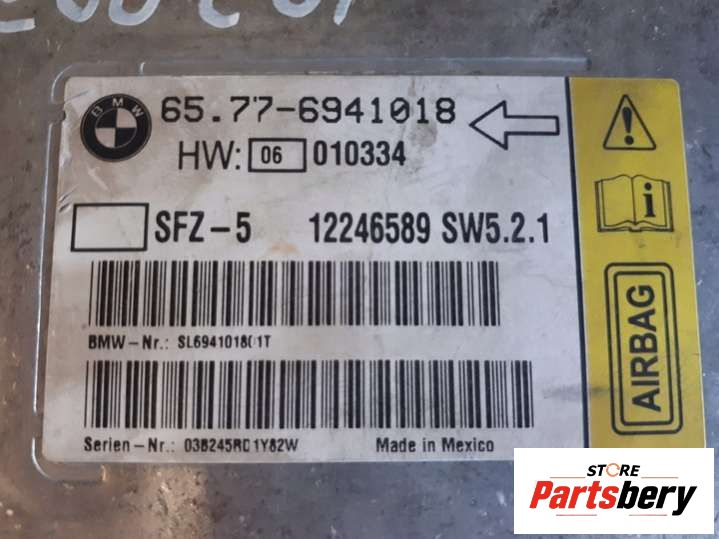 BMW
65.77-6941018
HW: 06 010334
SFZ-5 12246589 SW5.2.1
BMW-Nr.: SL694101801T
Serien-Nr.: Made in Mexico
i
AIRBAG
STORE
Partsbery